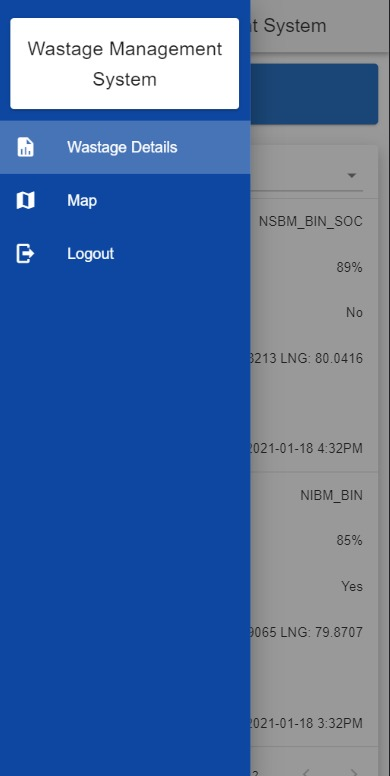 Wastage Management
System
t System
Wastage Details
Map
Logout
NSBM_BIN_SOC
89%
No
3213 LNG: 80.0416
2021-01-18 4:32PM
NIBM_BIN
85%
Yes
9065 LNG: 79.8707
2021-01-18 3:32PM